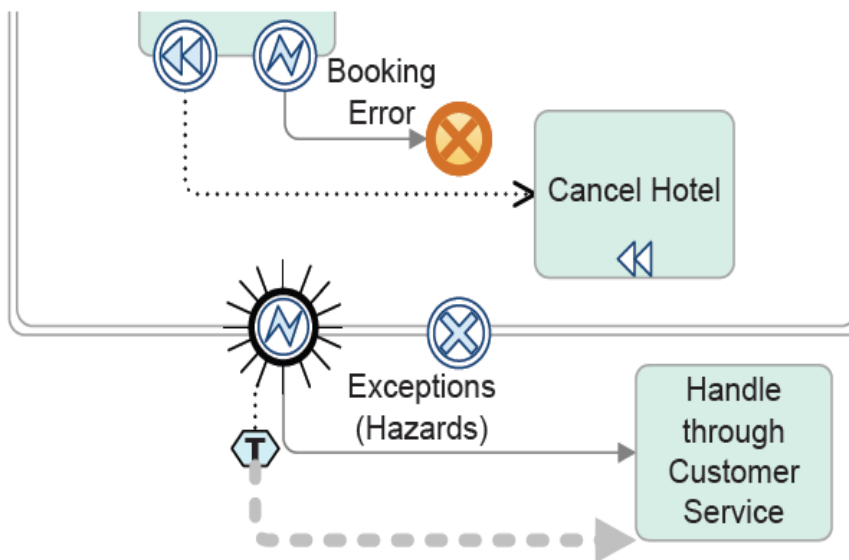 Booking
Error
Cancel Hotel
Exceptions
(Hazards)
T
Handle
through
Customer
Service